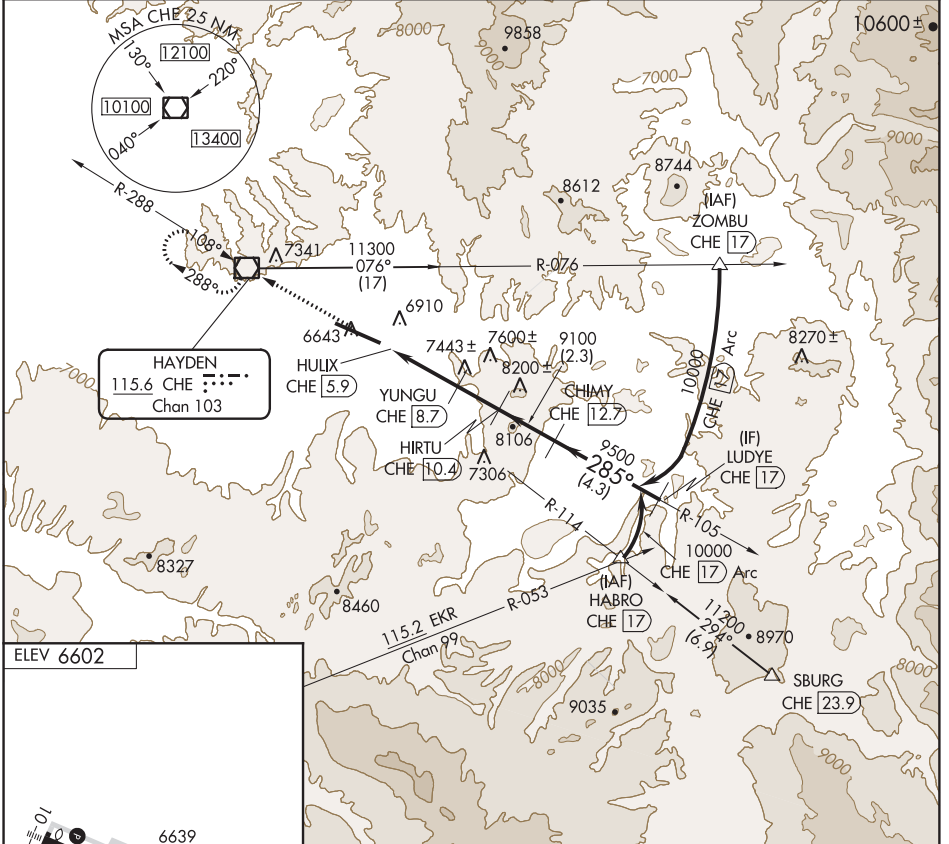 MSA CHE 25 NM
130°
12100
220°
10100
040°
13400
8000
9858
9000
10600±
7000
9000
8744
8612
(IAF)
ZOMBU
CHE 17
R-288
108°
288°
7341
11300
076°
(17)
R-076
6910
6643
HAYDEN
115.6 CHE
Chan 103
HULIX
CHE 5.9
7443±
7600±
8200±
9100
(2.3)
8270±
10000
CHE 17 Arc
YUNGU
CHE 8.7
CHIMY
CHE 12.7
HIRTU
CHE 10.4
8106
7306
9500
285°
(4.3)
(IF)
LUDYE
CHE 17
R-114
R-105
10000
CHE 17 Arc
(IAF)
HABRO
CHE 17
8327
8460
115.2 EKR
Chan 99
R-053
11200
294°
(6.9)
8970
SBURG
CHE 23.9
8000
8000
9035
9000
ELEV 6602
10
P
6639